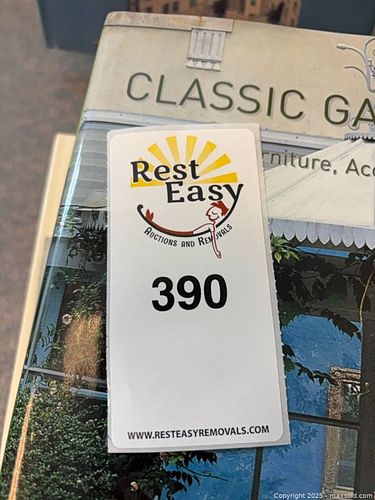 CLASSIC GA
rniture, Acc
Rest
Easy
AUCTIONS AND REMOVALS
390
WWW.RESTEASYREMOVALS.COM
Copyright 2025 - maxsold.com